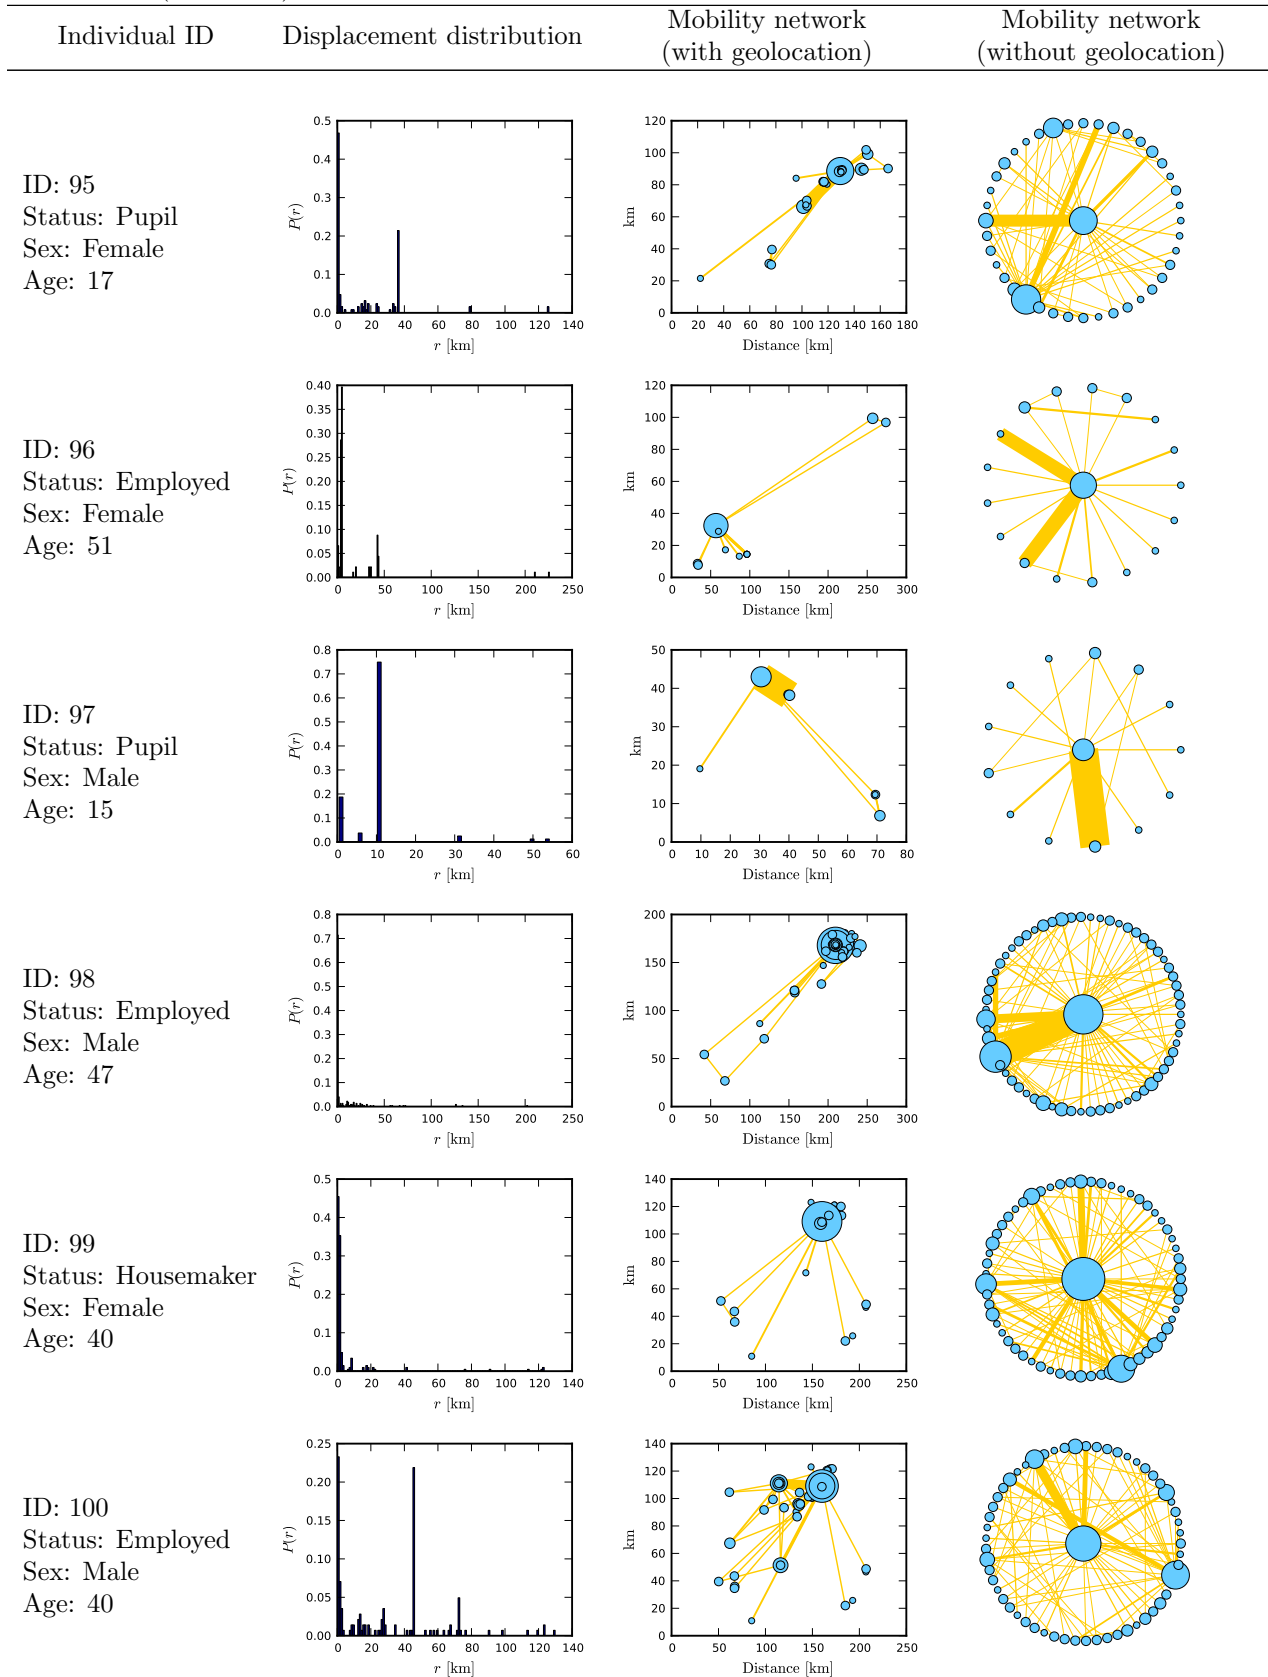 Individual ID
Displacement distribution
Mobility network
(with geolocation)
Mobility network
(without geolocation)
ID: 95
Status: Pupil
Sex: Female
Age: 17
0.5
0.4
0.3
0.2
0.1
0.0
P(r)
0 20 40 60 80 100 120 140
r [km]
120
100
80
60
40
20
0
km
0 20 40 60 80 100 120 140 160 180
Distance [km]
ID: 96
Status: Employed
Sex: Female
Age: 51
0.40
0.35
0.30
0.25
0.20
0.15
0.10
0.05
0.00
P(r)
0 50 100 150 200 250
r [km]
120
100
80
60
40
20
0
km
0 50 100 150 200 250 300
Distance [km]
ID: 97
Status: Pupil
Sex: Male
Age: 15
0.8
0.7
0.6
0.5
0.4
0.3
0.2
0.1
0.0
P(r)
0 10 20 30 40 50 60
r [km]
50
40
30
20
10
0
km
0 10 20 30 40 50 60 70 80
Distance [km]
ID: 98
Status: Employed
Sex: Male
Age: 47
0.8
0.7
0.6
0.5
0.4
0.3
0.2
0.1
0.0
P(r)
0 50 100 150 200 250
r [km]
200
150
100
50
0
km
0 50 100 150 200 250 300
Distance [km]
ID: 99
Status: Housemaker
Sex: Female
Age: 40
0.5
0.4
0.3
0.2
0.1
0.0
P(r)
0 20 40 60 80 100 120 140
r [km]
140
120
100
80
60
40
20
0
km
0 50 100 150 200 250
Distance [km]
ID: 100
Status: Employed
Sex: Male
Age: 40
0.25
0.20
0.15
0.10
0.05
0.00
P(r)
0 20 40 60 80 100 120 140
r [km]
140
120
100
80
60
40
20
0
km
0 50 100 150 200 250
Distance [km]